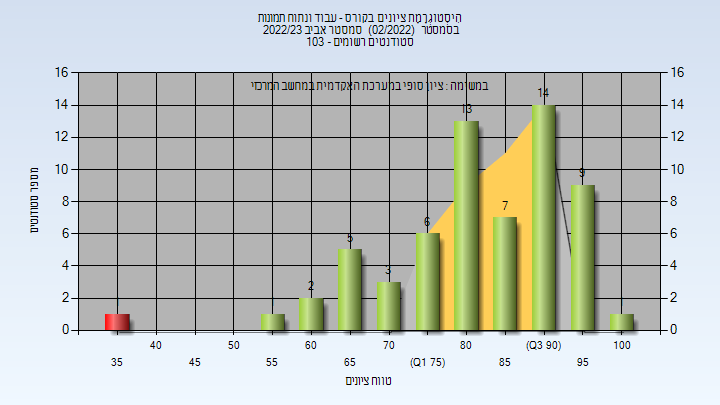 היסטוגרמת ציונים בקורס - עבוד ונתוח תמונות
בסמסטר (02/2022) סמסטר אביב 2022/23
סטודנטים רשומים - 103
במשימה : ציון סופי במערכת האקדמית במחשב המרכזי
מספר סטודנטים
16 16
14 14
12 12
10 10
8 8
6 6
4 4
2 2
0 0
2 5 3 6 13 7 14 9
40 50 60 70 80 (Q3 90) 100
35 45 55 65 (Q1 75) 85 95
טווח ציונים